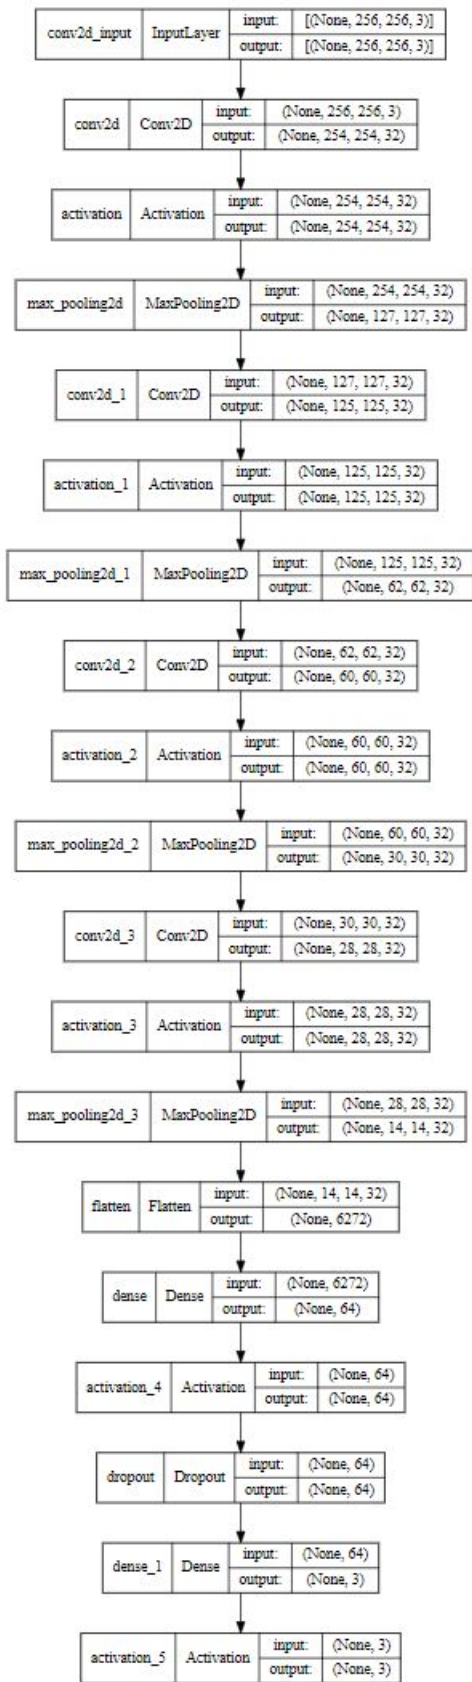 conv2d_input InputLayer input: [(None, 256, 256, 3)]
output: [(None, 256, 256, 3)]
conv2d Conv2D input: (None, 256, 256, 3)
output: (None, 254, 254, 32)
activation Activation input: (None, 254, 254, 32)
output: (None, 254, 254, 32)
max_pooling2d MaxPooling2D input: (None, 254, 254, 32)
output: (None, 127, 127, 32)
conv2d_1 Conv2D input: (None, 127, 127, 32)
output: (None, 125, 125, 32)
activation_1 Activation input: (None, 125, 125, 32)
output: (None, 125, 125, 32)
max_pooling2d_1 MaxPooling2D input: (None, 125, 125, 32)
output: (None, 62, 62, 32)
conv2d_2 Conv2D input: (None, 62, 62, 32)
output: (None, 60, 60, 32)
activation_2 Activation input: (None, 60, 60, 32)
output: (None, 60, 60, 32)
max_pooling2d_2 MaxPooling2D input: (None, 60, 60, 32)
output: (None, 30, 30, 32)
conv2d_3 Conv2D input: (None, 30, 30, 32)
output: (None, 28, 28, 32)
activation_3 Activation input: (None, 28, 28, 32)
output: (None, 28, 28, 32)
max_pooling2d_3 MaxPooling2D input: (None, 28, 28, 32)
output: (None, 14, 14, 32)
flatten Flatten input: (None, 14, 14, 32)
output: (None, 6272)
dense Dense input: (None, 6272)
output: (None, 64)
activation_4 Activation input: (None, 64)
output: (None, 64)
dropout Dropout input: (None, 64)
output: (None, 64)
dense_1 Dense input: (None, 64)
output: (None, 3)
activation_5 Activation input: (None, 3)
output: (None, 3)